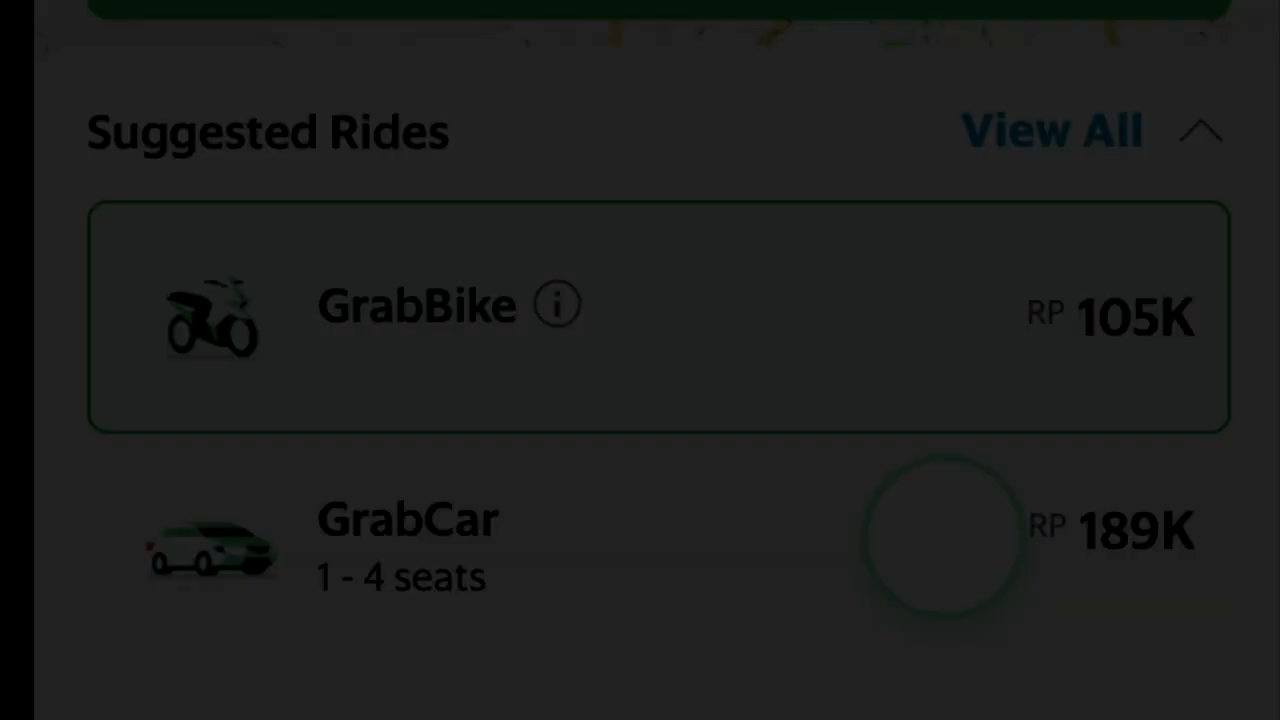 Suggested Rides View All
GrabBike i RP 105K
GrabCar RP 189K
1 - 4 seats